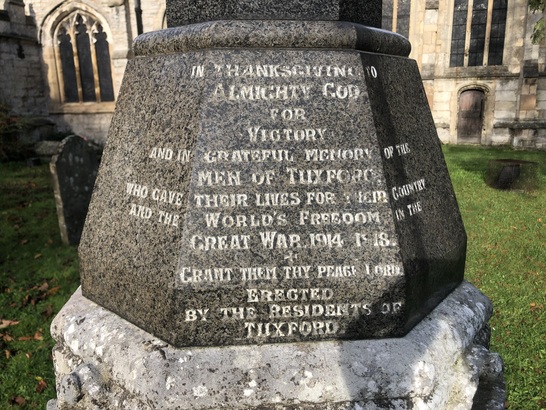 IN THANKSGIVING TO
ALMIGHTY GOD
FOR
VICTORY
AND IN GRATEFUL MEMORY OF THE
MEN OF TUXFORD
WHO GAVE THEIR LIVES FOR THEIR COUNTRY
AND THE WORLD'S FREEDOM IN THE
GREAT WAR 1914-1918.
GRANT THEM THY PEACE LORD.
ERECTED
BY THE RESIDENTS OF
TUXFORD